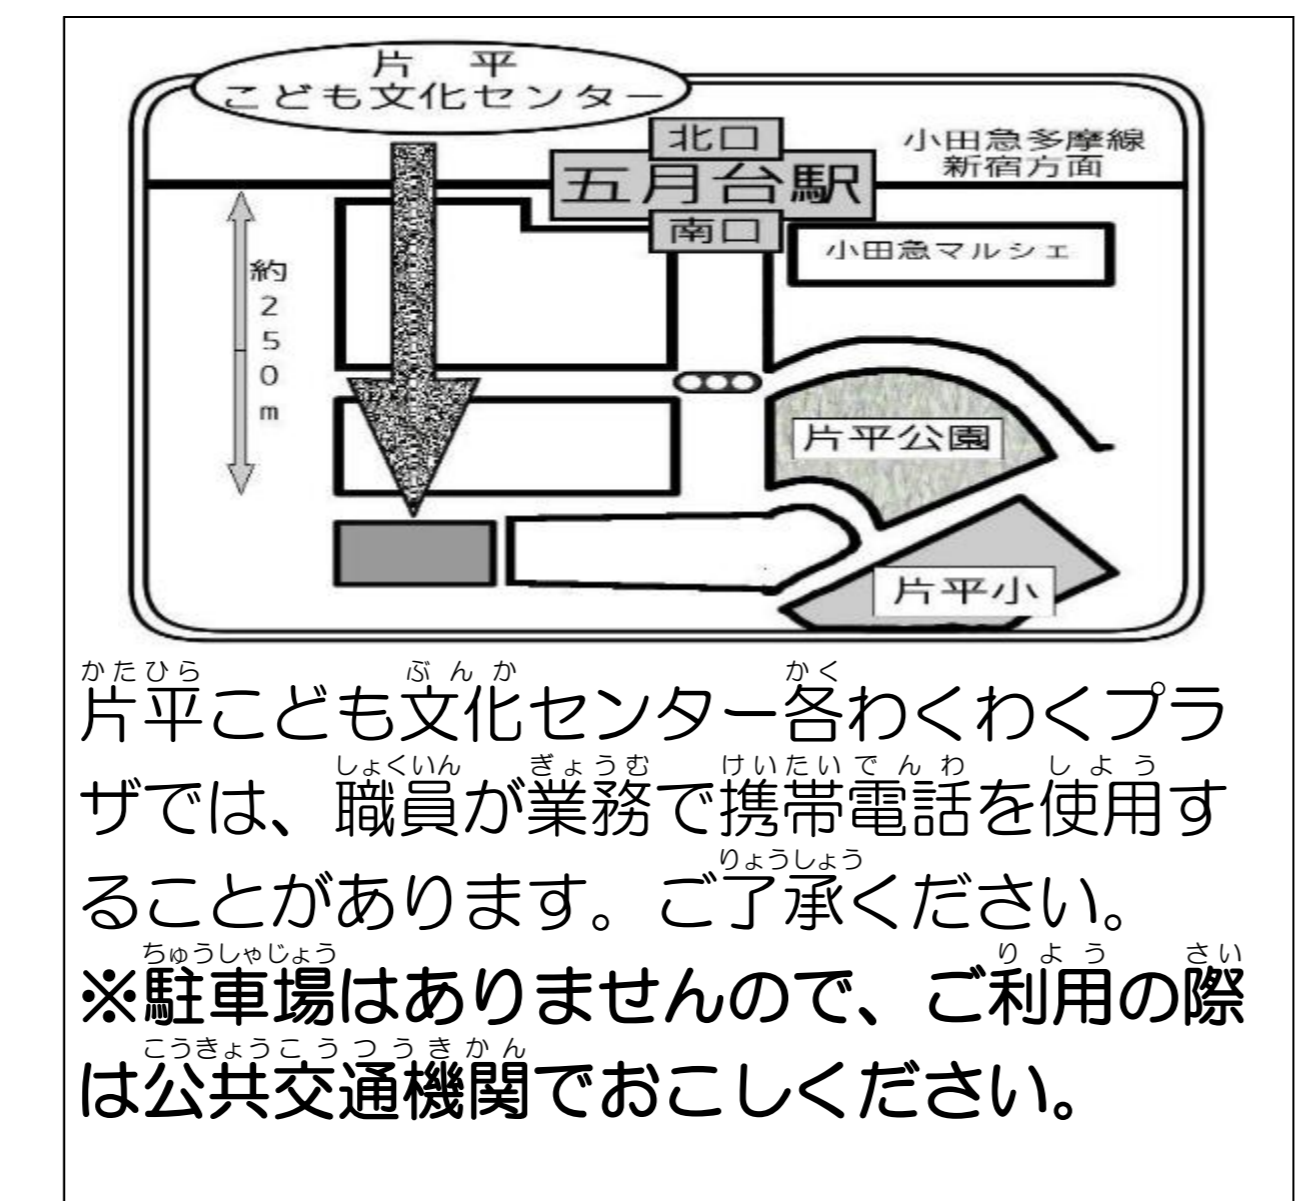 片平
こども文化センター
北口
五月台駅
南口
小田急多摩線
新宿方面
小田急マルシェ
約250m
片平公園
片平小
かたひら ぶんか かく
片平こども文化センター各わくわくプラ
しょくいん ぎょうむ けいたいでんわ しよう
ザでは、職員が業務で携帯電話を使用す
りょうしょう
ることがあります。ご了承ください。
ちゅうしゃじょう りよう さい
※駐車場はありませんので、ご利用の際
こうきょうこうつうきかん
は公共交通機関でおこしください。